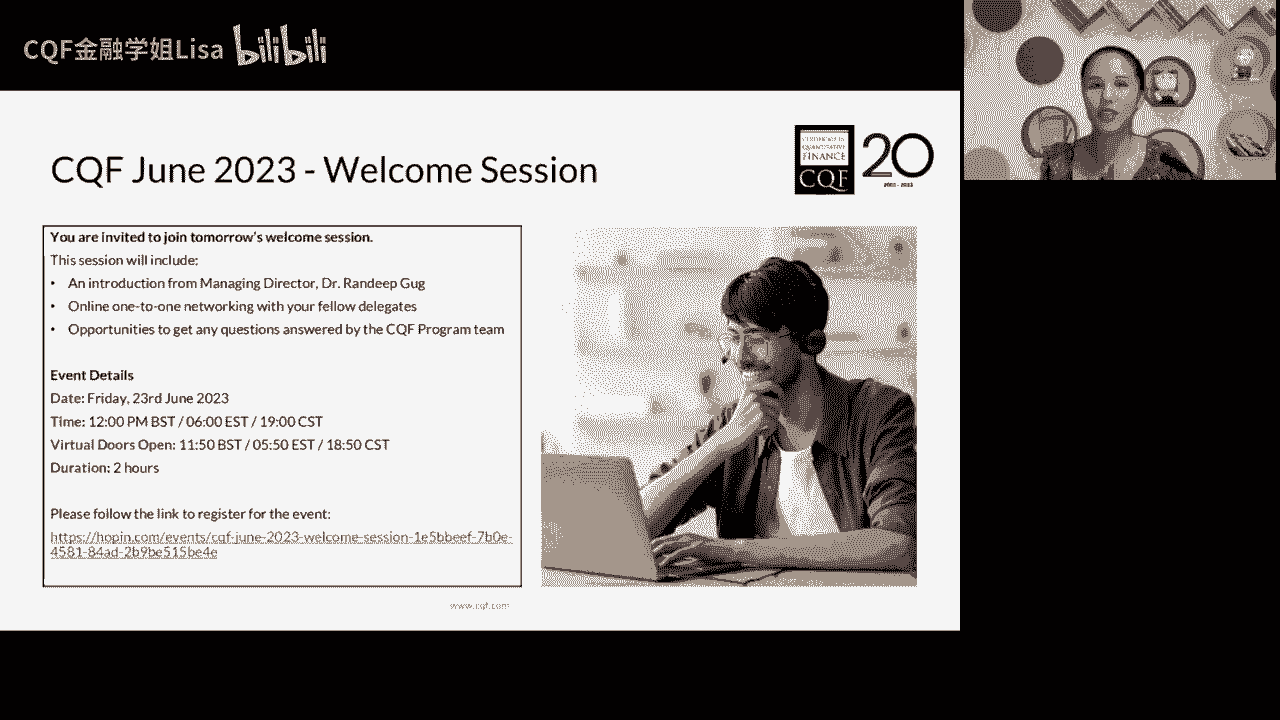 CQF金融学姐Lisa bilibili
CQF June 2023 - Welcome Session
CERTIFICATE IN
QUANTITATIVE
FINANCE
CQF
20
You are invited to join tomorrow's welcome session.
This session will include:
• An introduction from Managing Director, Dr. Randeep Gug
• Online one-to-one networking with your fellow delegates
• Opportunities to get any questions answered by the CQF Program team
Event Details
Date: Friday, 23rd June 2023
Time: 12:00 PM BST / 06:00 EST / 19:00 CST
Virtual Doors Open: 11:50 BST / 05:50 EST / 18:50 CST
Duration: 2 hours
Please follow the link to register for the event:
https://hopin.com/events/cqf-june-2023-welcome-session-1e5bbeef-7b0e-
4581-84ad-2b9be515be4e
www.cqf.com